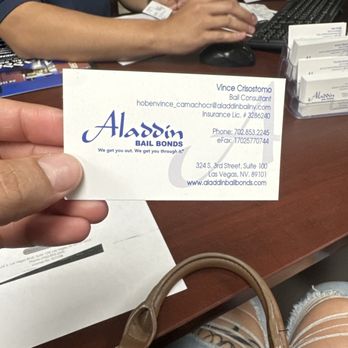 Vince Crisostomo
Bail Consultant
hobenvince_camachocr@aladdinbailny.com
Insurance Lic. # 3286240
Aladdin
BAIL BONDS
We get you out. We get you through it.®
Phone: 702.853.2245
eFax: 17025770744
324 S. 3rd Street, Suite 100
Las Vegas, NV. 89101
www.aladdinbailbonds.com
Aladdin